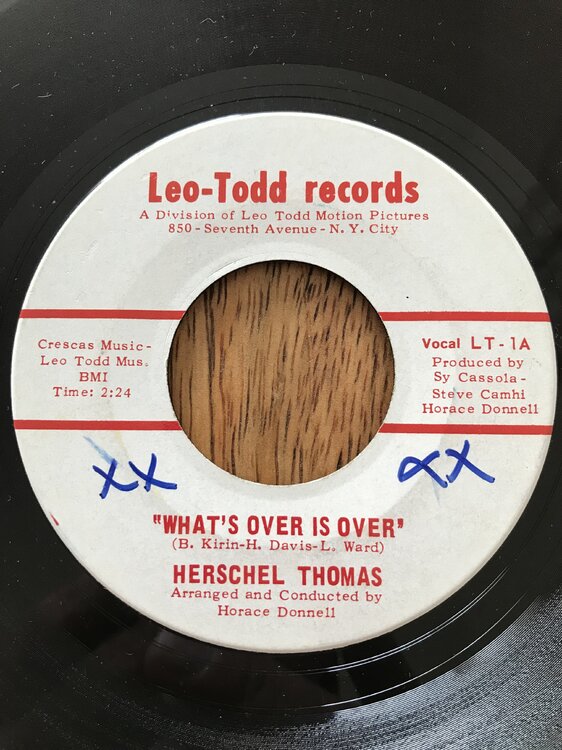 Leo-Todd records
A Division of Leo Todd Motion Pictures
850 - Seventh Avenue - N. Y. City
Crescas Music-
Leo Todd Mus.
BMI
Time: 2:24
Vocal LT - 1A
Produced by
Sy Cassola-
Steve Camhi
Horace Donnell
XX
XX
"WHAT'S OVER IS OVER"
(B. Kirin-H. Davis-L. Ward)
HERSCHEL THOMAS
Arranged and Conducted by
Horace Donnell